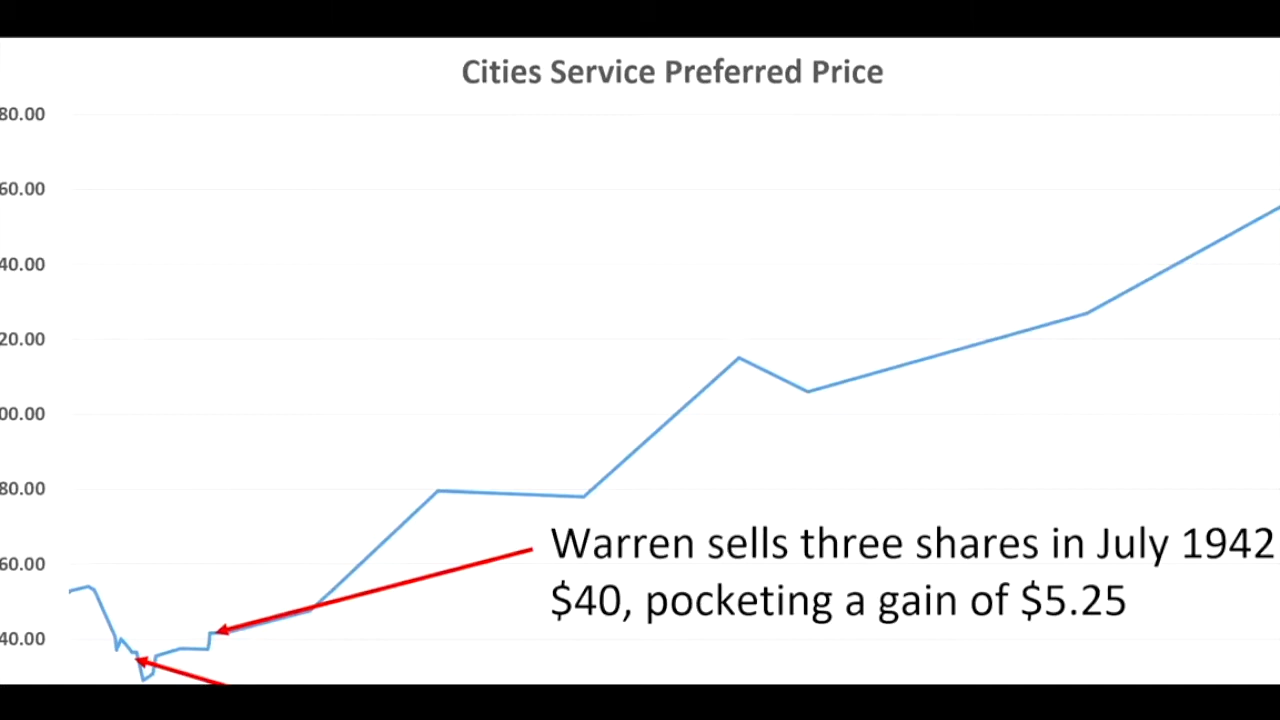 Cities Service Preferred Price
80.00
60.00
40.00
20.00
00.00
80.00
60.00
40.00
Warren sells three shares in July 1942
$40, pocketing a gain of $5.25